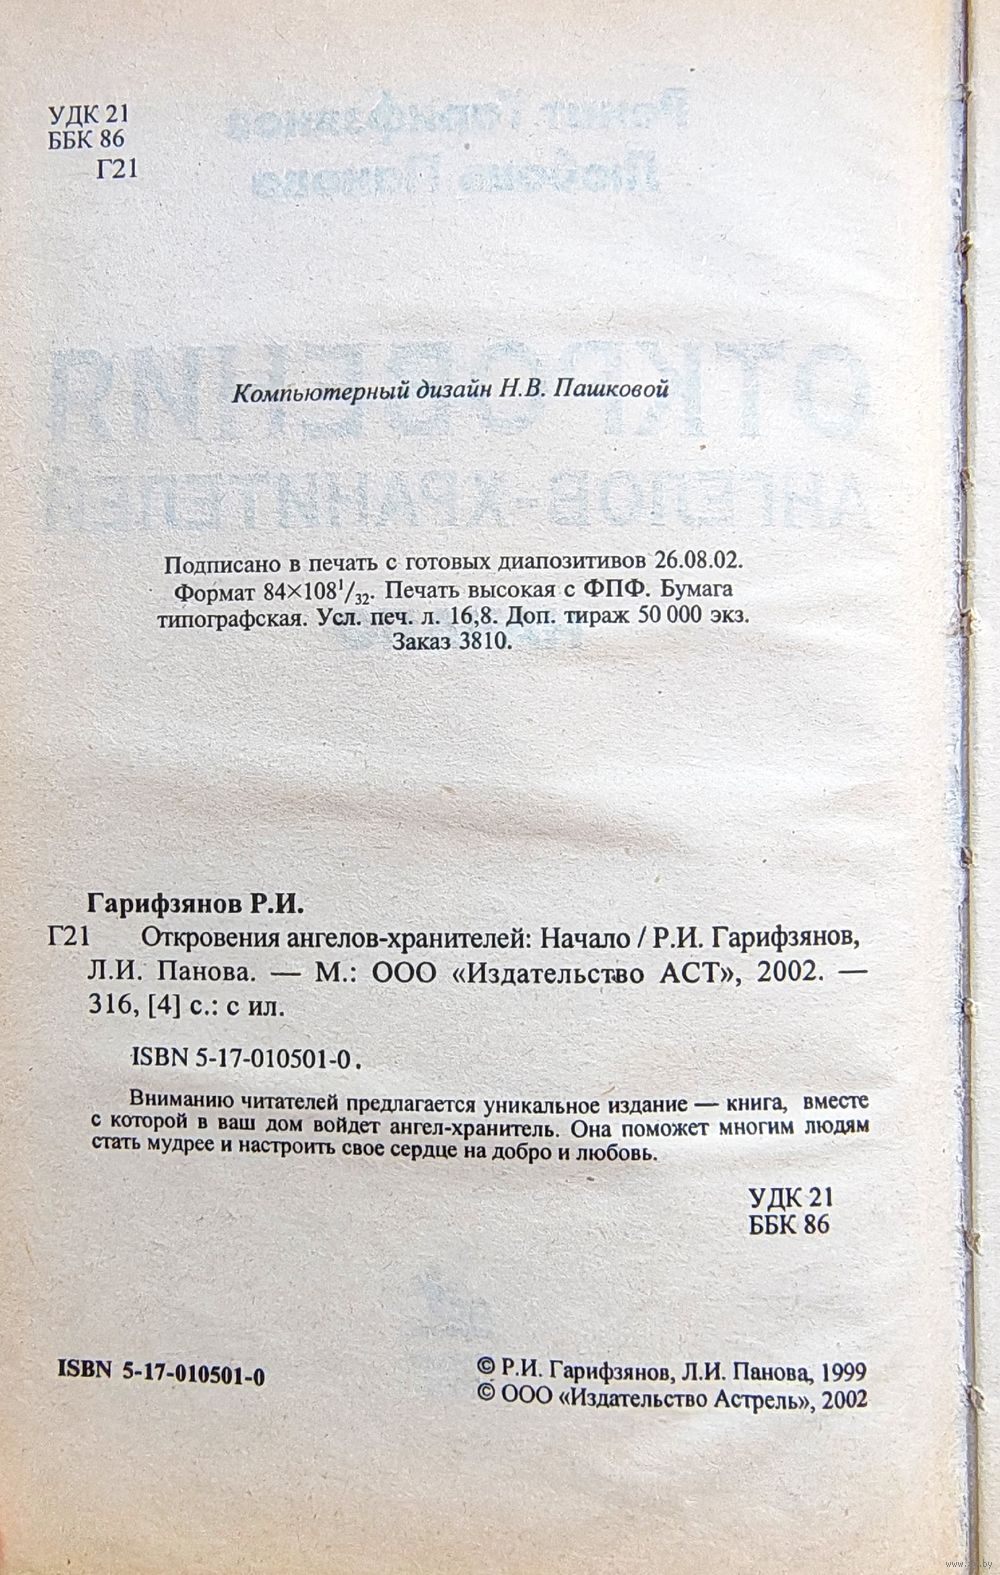 УДК 21
ББК 86
Г21
Компьютерный дизайн Н.В. Пашковой
Подписано в печать с готовых диапозитивов 26.08.02.
Формат 84×108¹/₃₂. Печать высокая с ФПФ. Бумага
типографская. Усл. печ. л. 16,8. Доп. тираж 50 000 экз.
Заказ 3810.
Гарифзянов Р.И.
Г21 Откровения ангелов-хранителей: Начало / Р.И. Гарифзянов,
Л.И. Панова. — М.: ООО «Издательство АСТ», 2002. —
316, [4] с.: с ил.
ISBN 5-17-010501-0.
Вниманию читателей предлагается уникальное издание — книга, вместе
с которой в ваш дом войдет ангел-хранитель. Она поможет многим людям
стать мудрее и настроить свое сердце на добро и любовь.
УДК 21
ББК 86
ISBN 5-17-010501-0
© Р.И. Гарифзянов, Л.И. Панова, 1999
© ООО «Издательство Астрель», 2002